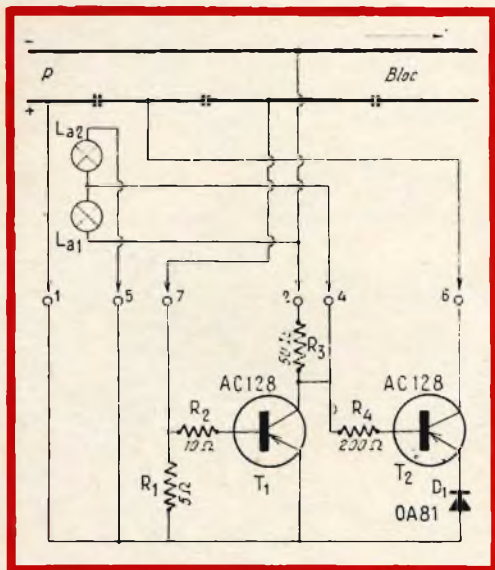 -
P
Bloc
+
La2
La1
1
5
7
2
4
6
R3
50Ω
AC128
AC128
R2
10Ω
R4
200Ω
T1
T2
R1
5Ω
D1
OA81